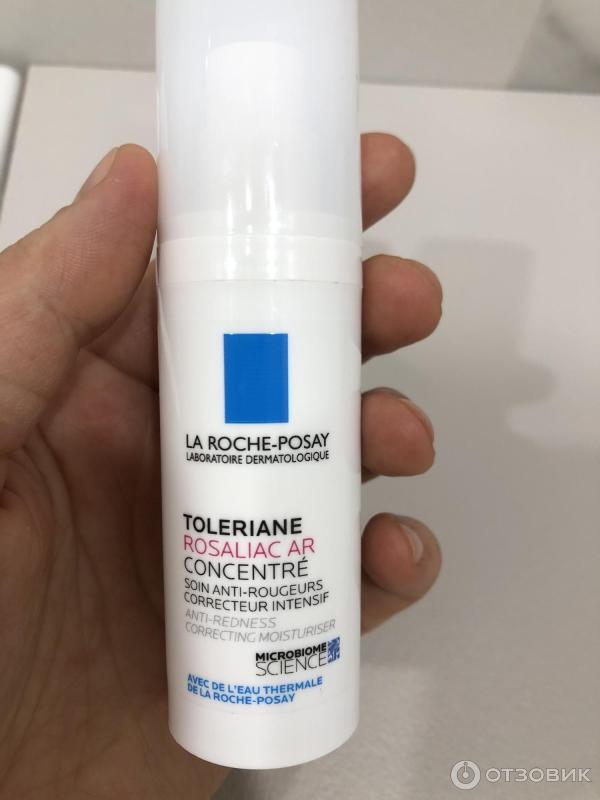 LA ROCHE-POSAY
LABORATOIRE DERMATOLOGIQUE
TOLERIANE
ROSALIAC AR
CONCENTRÉ
SOIN ANTI-ROUGEURS
CORRECTEUR INTENSIF
ANTI-REDNESS
CORRECTING MOISTURISER
MICROBIOME
SCIENCE
AVEC DE L'EAU THERMALE
DE LA ROCHE-POSAY
ОТЗОВИК